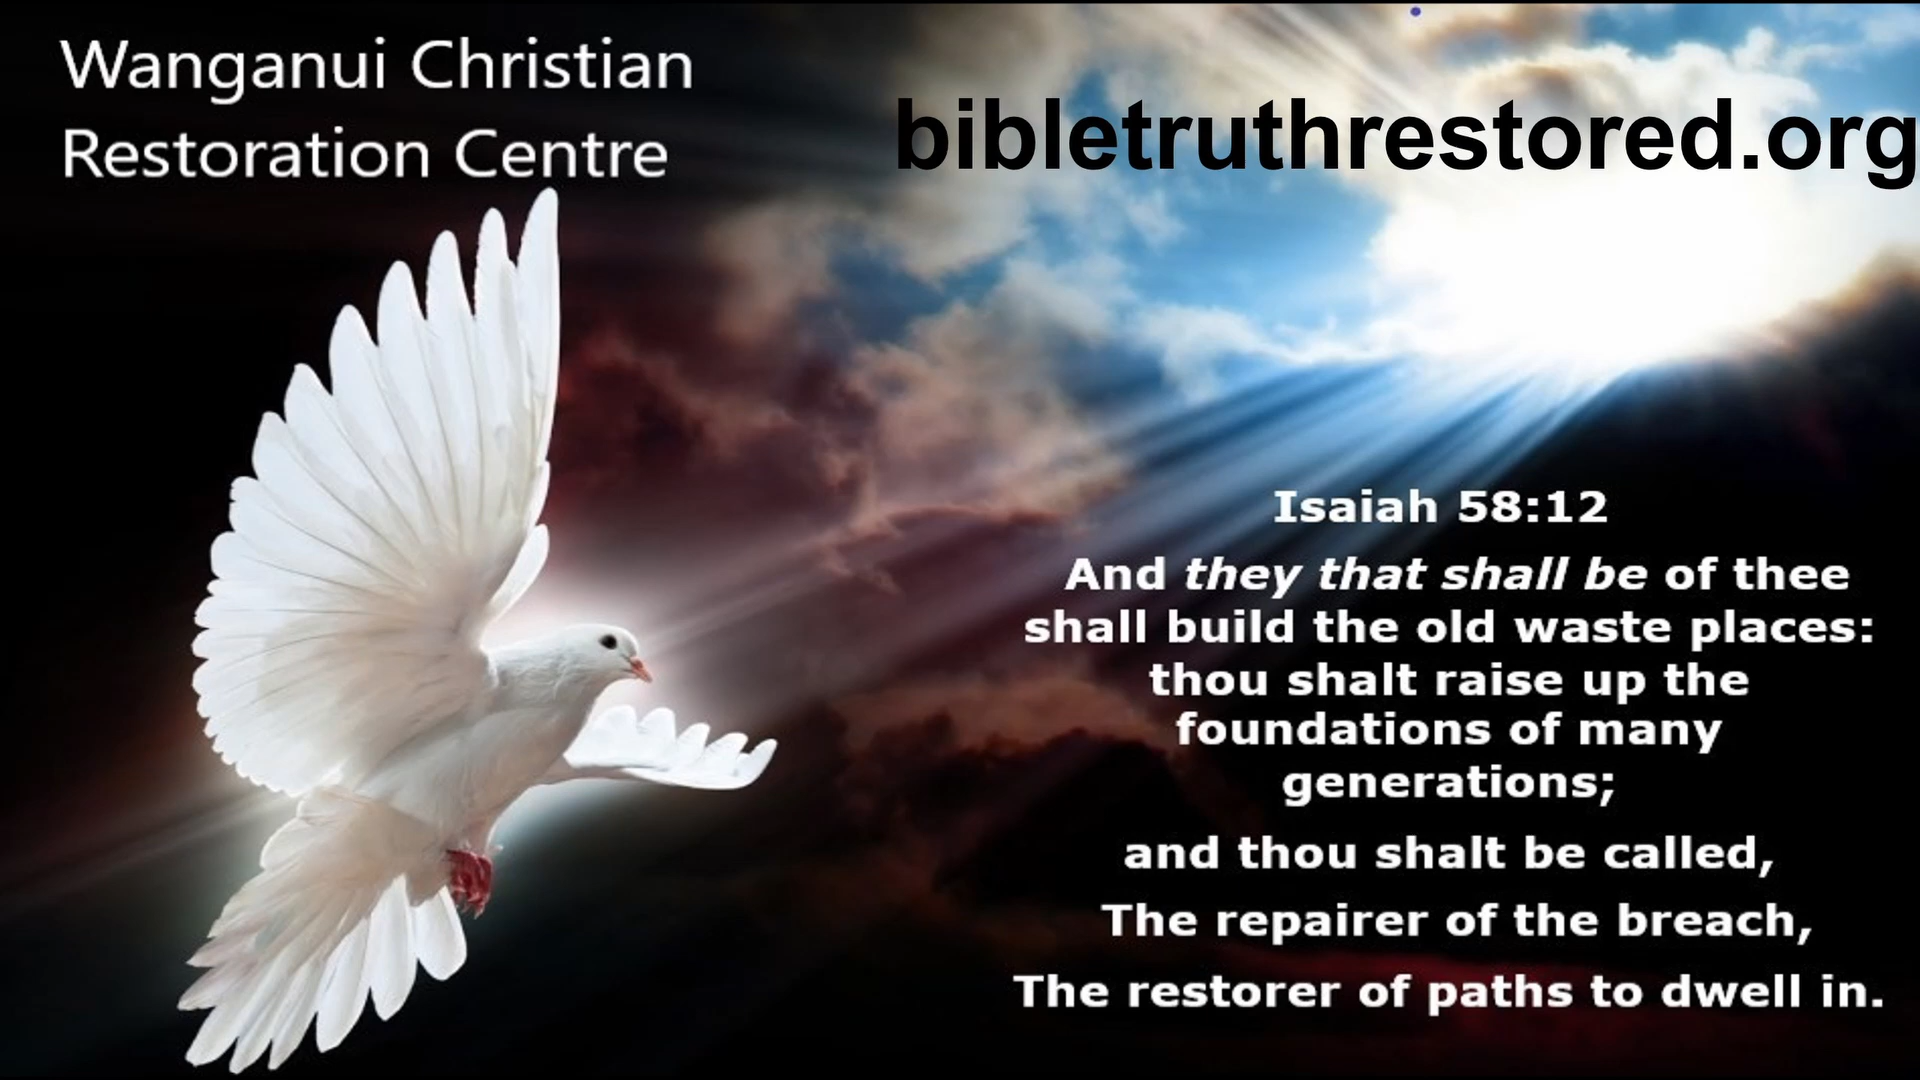 Wanganui Christian
Restoration Centre
bibletruthrestored.org
Isaiah 58:12
And they that shall be of thee
shall build the old waste places:
thou shalt raise up the
foundations of many
generations;
and thou shalt be called,
The repairer of the breach,
The restorer of paths to dwell in.